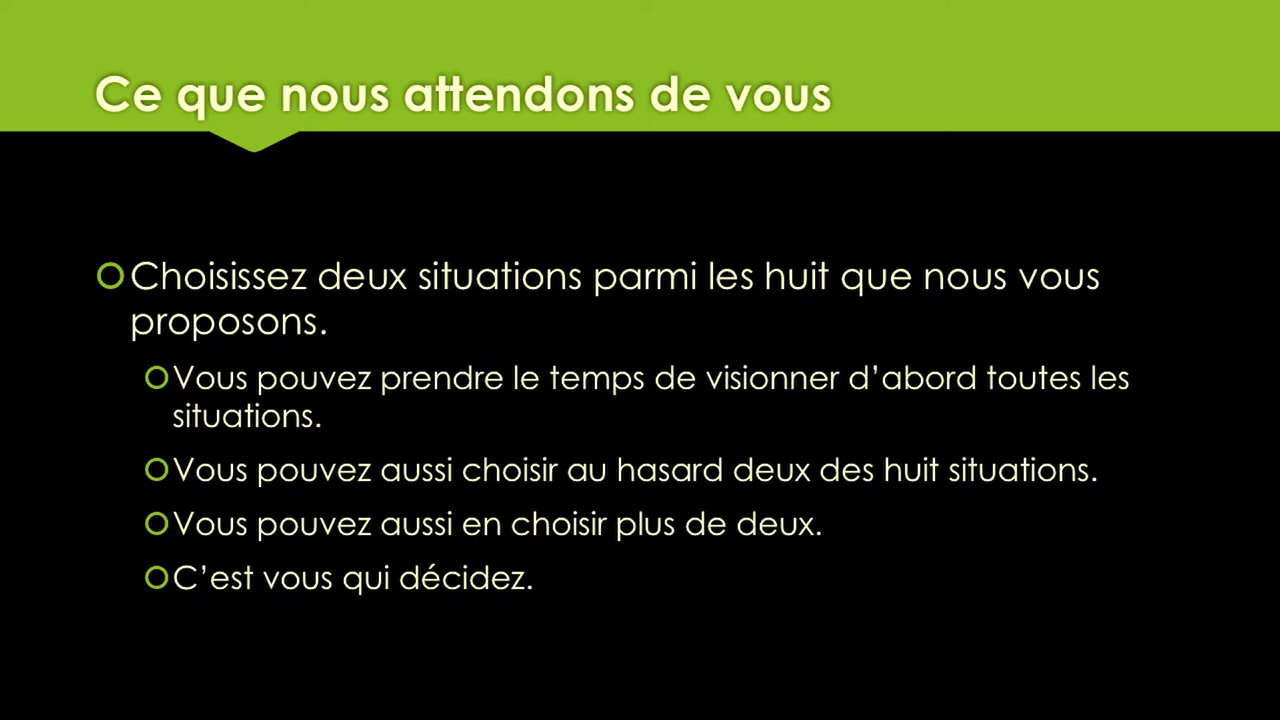 Ce que nous attendons de vous
Choisissez deux situations parmi les huit que nous vous
proposons.
Vous pouvez prendre le temps de visionner d’abord toutes les
situations.
Vous pouvez aussi choisir au hasard deux des huit situations.
Vous pouvez aussi en choisir plus de deux.
C’est vous qui décidez.